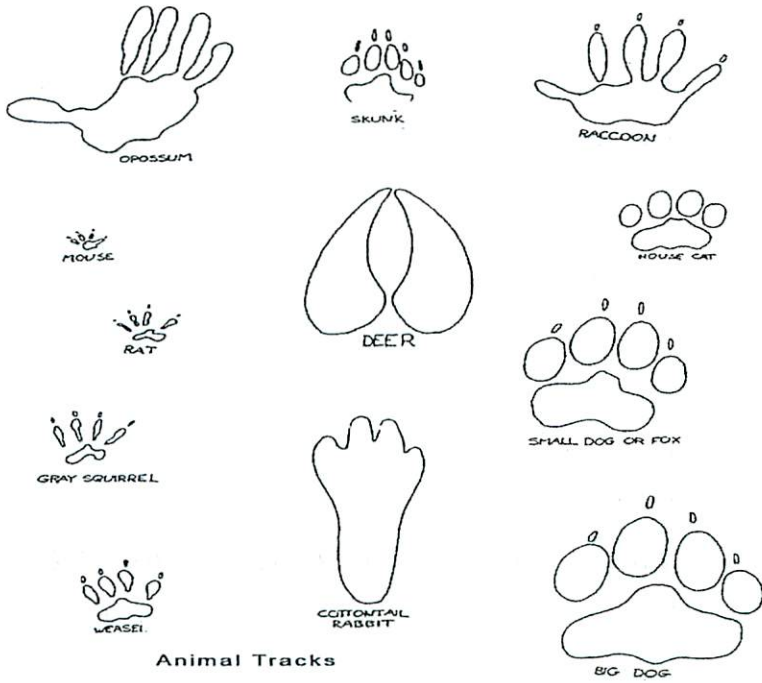 OPOSSUM
SKUNK
RACCOON
MOUSE
DEER
HOUSE CAT
RAT
SMALL DOG OR FOX
GRAY SQUIRREL
COTTONTAIL
RABBIT
WEASEL
BIG DOG
Animal Tracks